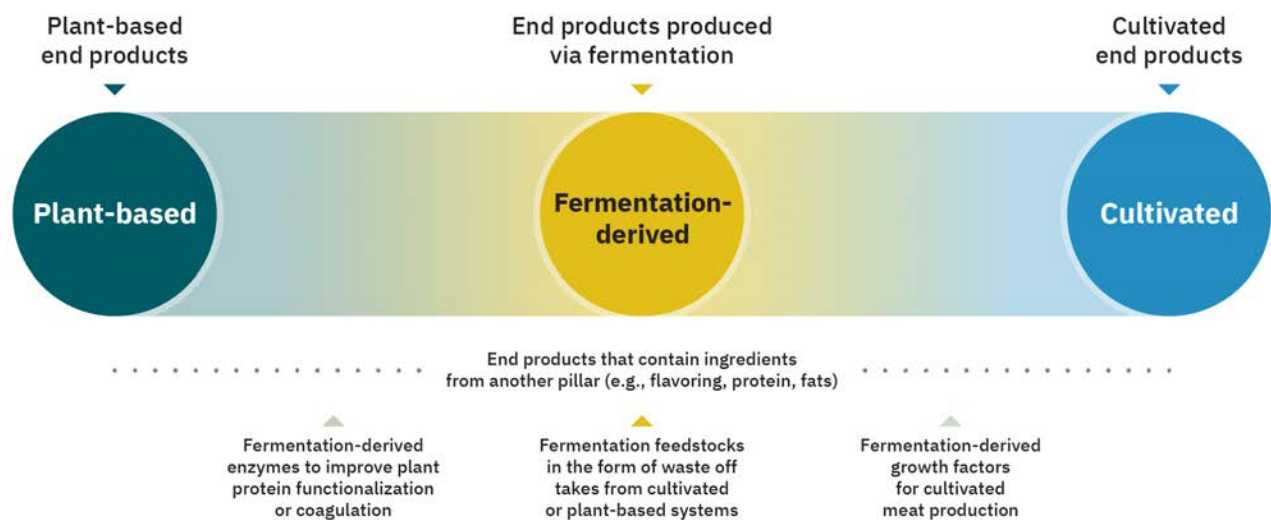 Plant-based
end products
End products produced
via fermentation
Cultivated
end products
Plant-based
Fermentation-
derived
Cultivated
End products that contain ingredients
from another pillar (e.g., flavoring, protein, fats)
Fermentation-derived
enzymes to improve plant
protein functionalization
or coagulation
Fermentation feedstocks
in the form of waste off
takes from cultivated
or plant-based systems
Fermentation-derived
growth factors
for cultivated
meat production